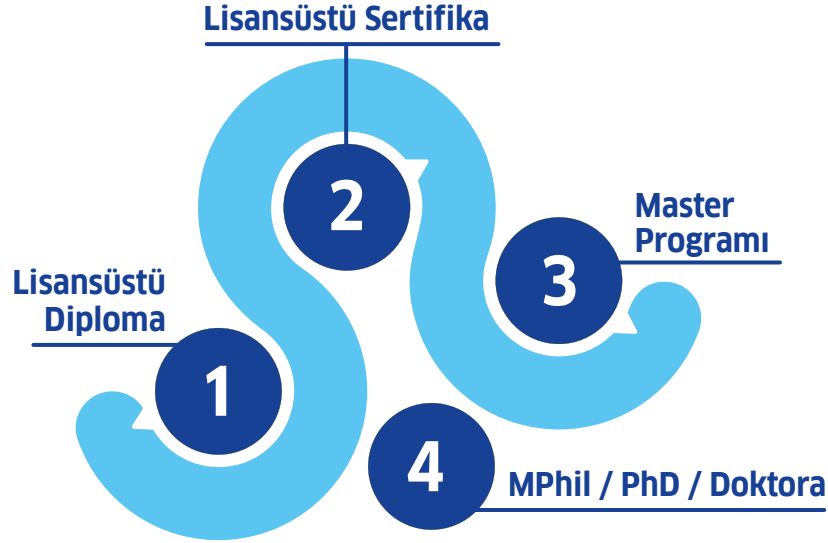 Lisansüstü Sertifika
2
Master
Programı
3
Lisansüstü
Diploma
1
4
MPhil / PhD / Doktora